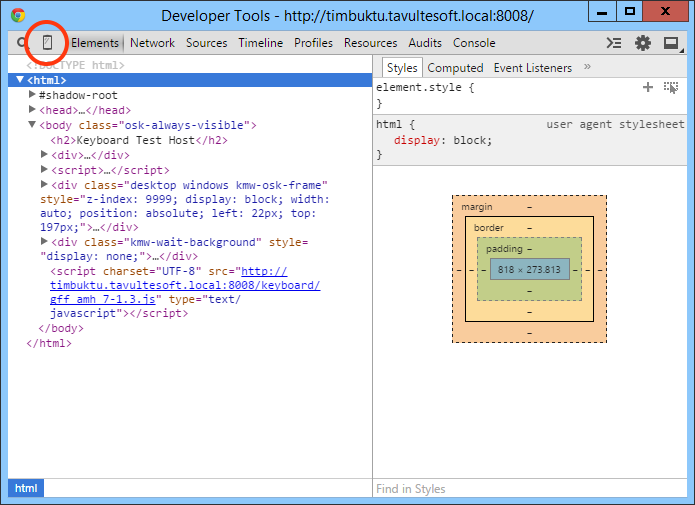 Developer Tools - http://timbuktu.tavultesoft.local:8008/
Elements Network Sources Timeline Profiles Resources Audits Console
<!DOCTYPE html>
<html>
#shadow-root
<head>…</head>
<body class="osk-always-visible">
<h2>Keyboard Test Host</h2>
<div>…</div>
<script>…</script>
<div class="desktop windows kmw-osk-frame"
style="z-index: 9999; display: block; width:
auto; position: absolute; left: 22px; top:
197px;">…</div>
<div class="kmw-wait-background" style=
"display: none;">…</div>
<script charset="UTF-8" src="http://
timbuktu.tavultesoft.local:8008/keyboard/
gff_amh_7-1.3.js" type="text/
javascript"></script>
</body>
</html>
html
Styles Computed Event Listeners »
element.style {
}
html { user agent stylesheet
display: block;
}
margin –
border –
padding –
– – – 818 × 273.813 – – –
–
–
–
Find in Styles